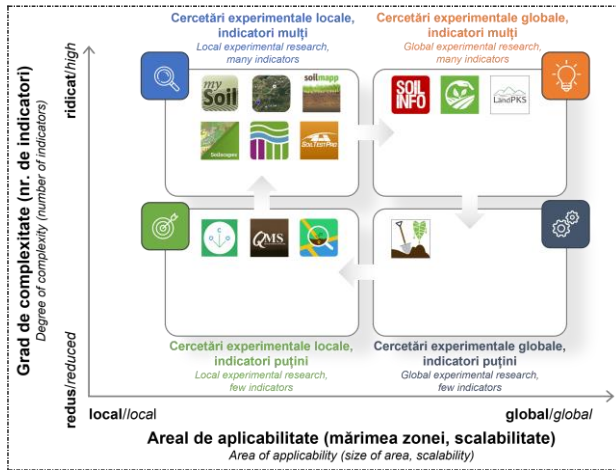 Cercetări experimentale locale,
indicatori mulți
Local experimental research,
many indicators
Cercetări experimentale globale,
indicatori mulți
Global experimental research,
many indicators
my
Soil
soilmapp
SOIL
INFO
LandPKS
Soilscapes
SOILTESTPRO
QMS
Cercetări experimentale locale,
indicatori puțini
Local experimental research,
few indicators
Cercetări experimentale globale,
indicatori puțini
Global experimental research,
few indicators
Grad de complexitate (nr. de indicatori)
Degree of complexity (number of indicators)
ridicat/high
redus/reduced
local/local
global/global
Areal de aplicabilitate (mărimea zonei, scalabilitate)
Area of applicability (size of area, scalability)